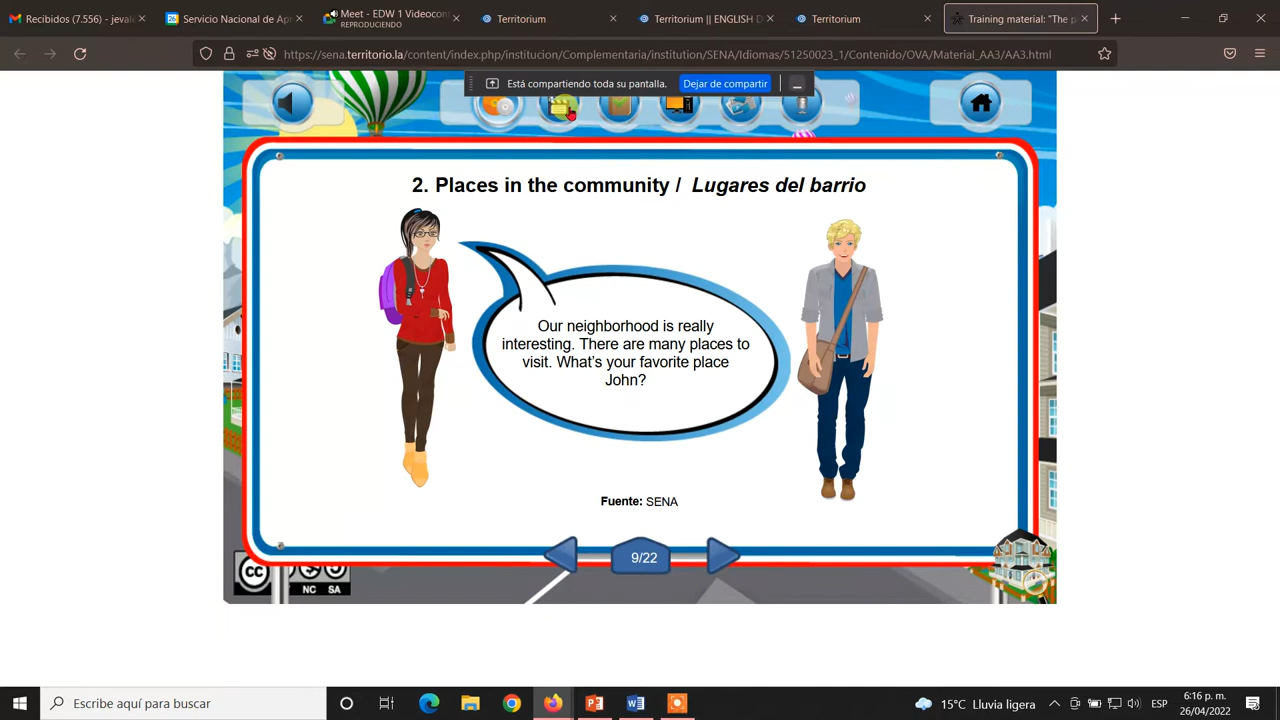 Recibidos (7.556) - jevale
26 Servicio Nacional de Apr
Meet - EDW 1 Videoconf
REPRODUCIENDO
Territorium
Territorium || ENGLISH D
Territorium
Training material: "The p
https://sena.territorio.la/content/index.php/institucion/Complementaria/institution/SENA/Idiomas/51250023_1/Contenido/OVA/Material_AA3/AA3.html
Está compartiendo toda su pantalla.
Dejar de compartir
2. Places in the community / Lugares del barrio
Our neighborhood is really
interesting. There are many places to
visit. What's your favorite place
John?
Fuente: SENA
9/22
cc
NC SA
Escribe aquí para buscar
15°C Lluvia ligera
ESP
6:16 p. m.
26/04/2022